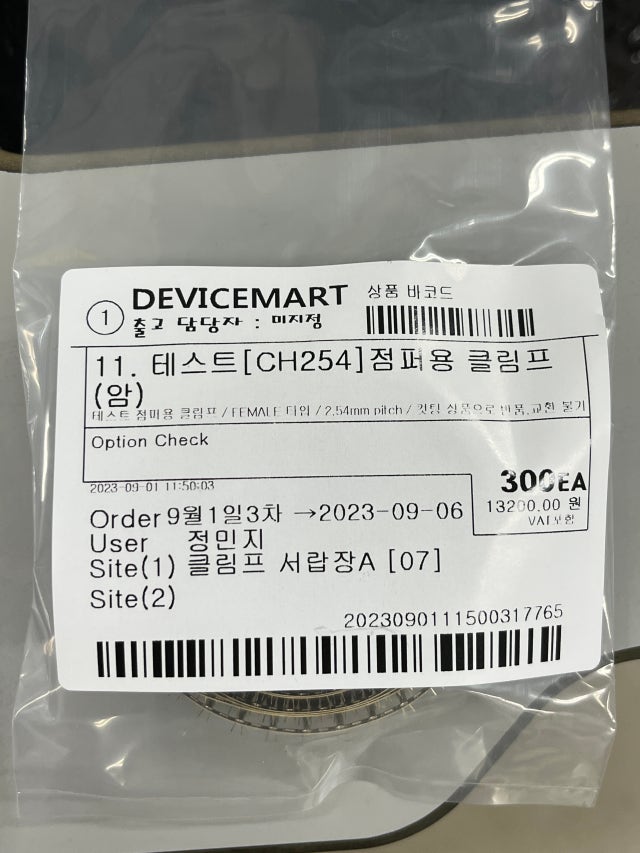 1
DEVICEMART
상품 바코드
출고 담당자 : 미지정
11. 테스트[CH254]점퍼용 클림프
(암)
테스트 점퍼용 클림프 / FEMALE 타입 / 2.54mm pitch / 컷팅 상품으로 반품,교환 불가
Option Check
2023-09-01 11:50:03
300EA
13200.00 원
VAT포함
Order 9월1일3차 →2023-09-06
User 정민지
Site(1) 클림프 서랍장A [07]
Site(2)
2023090111500317765